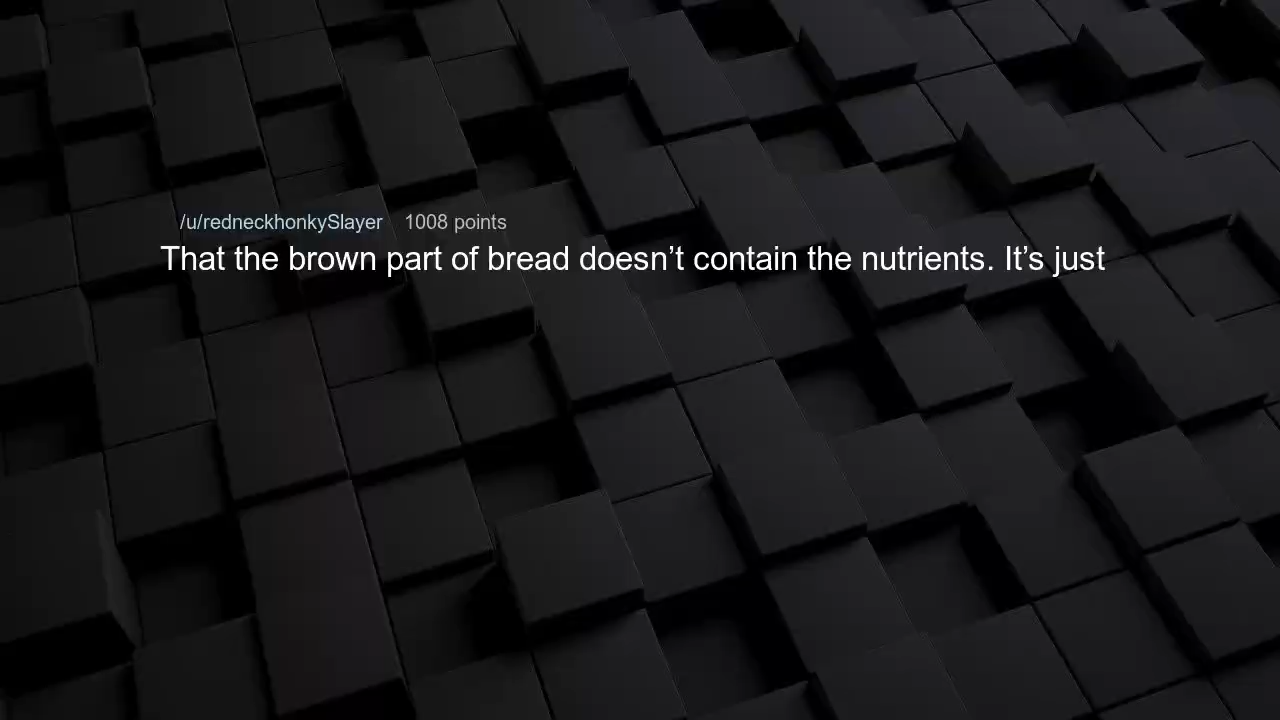 /u/redneckhonkySlayer 1008 points
That the brown part of bread doesn’t contain the nutrients. It’s just